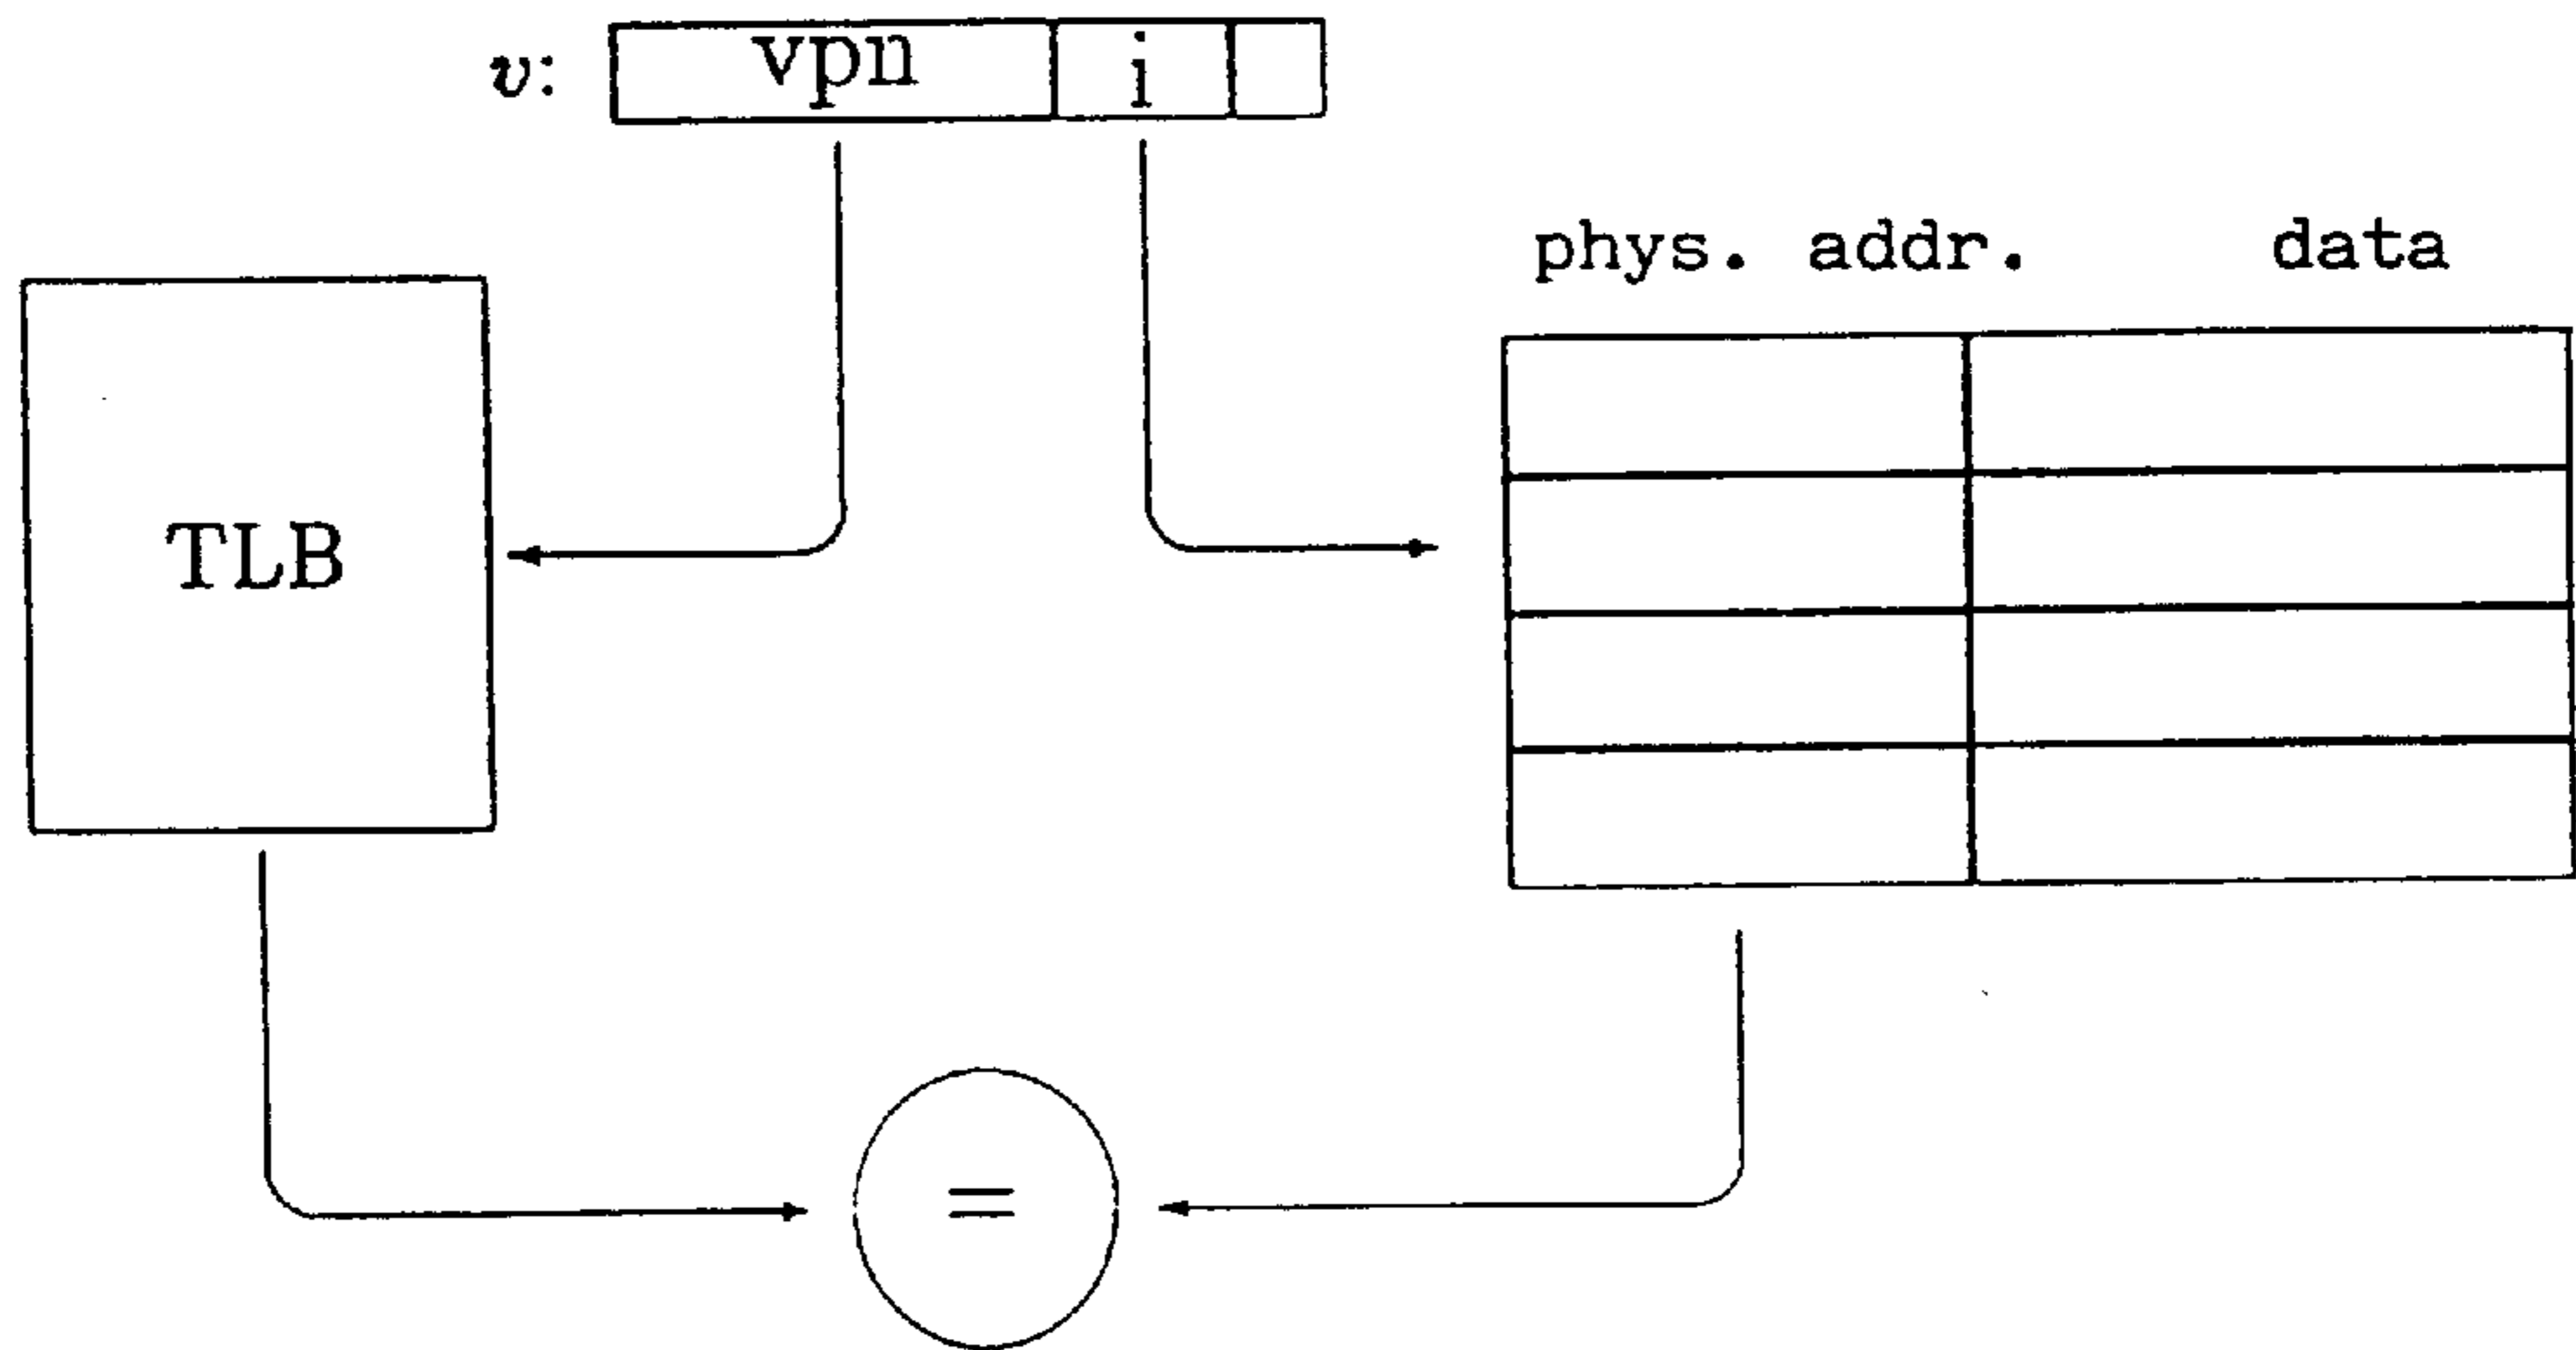 v: vpn i
phys. addr. data
TLB
=